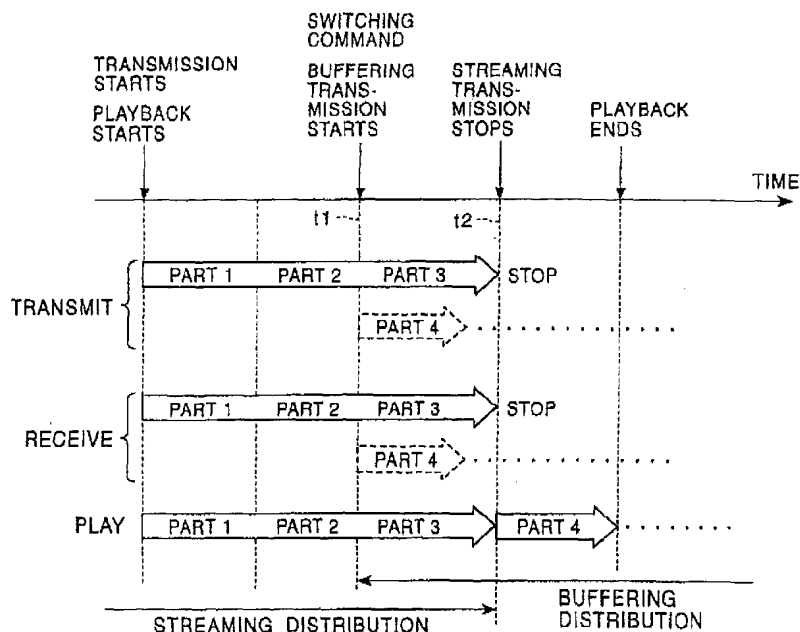 SWITCHING
COMMAND
TRANSMISSION
STARTS
PLAYBACK
STARTS
BUFFERING
TRANS-
MISSION
STARTS
STREAMING
TRANS-
MISSION
STOPS
PLAYBACK
ENDS
TIME
t1
t2
TRANSMIT
PART 1 PART 2 PART 3 STOP
PART 4
RECEIVE
PART 1 PART 2 PART 3 STOP
PART 4
PLAY PART 1 PART 2 PART 3 PART 4
STREAMING DISTRIBUTION
BUFFERING
DISTRIBUTION